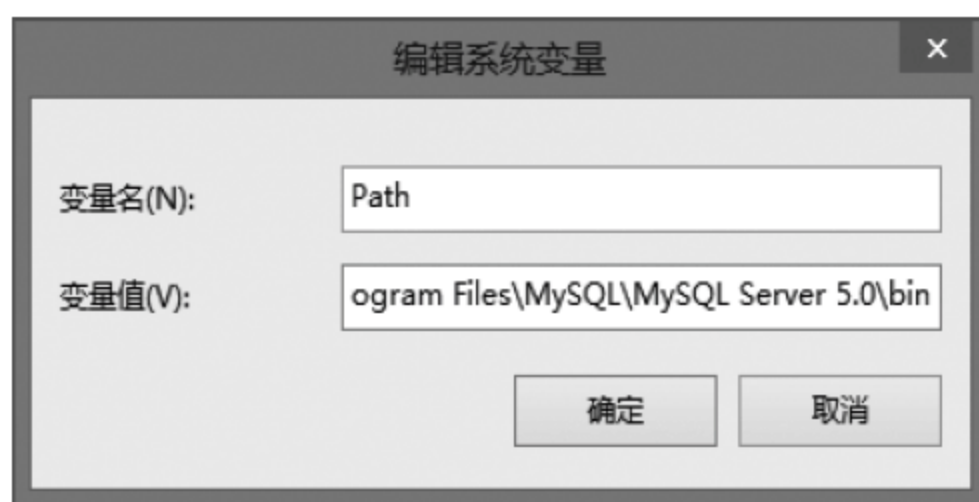 编辑系统变量
变量名(N): Path
变量值(V): ogram Files\MySQL\MySQL Server 5.0\bin
确定 取消